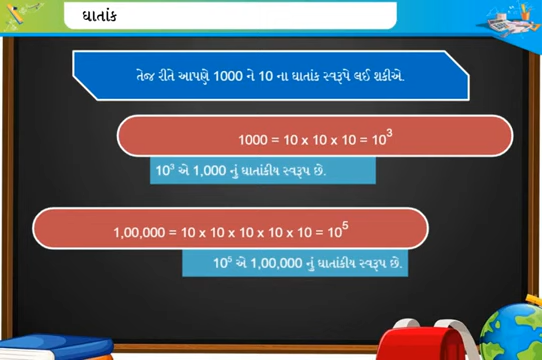 ઘાતાંક
તેજ રીતે આપણે 1000 ને 10 ના ઘાતાંક સ્વરૂપે લઈ શકીએ.
1000 = 10 x 10 x 10 = 10³
10³ એ 1,000 નું ઘાતાંકીય સ્વરૂપ છે.
1,00,000 = 10 x 10 x 10 x 10 x 10 = 10⁵
10⁵ એ 1,00,000 નું ઘાતાંકીય સ્વરૂપ છે.